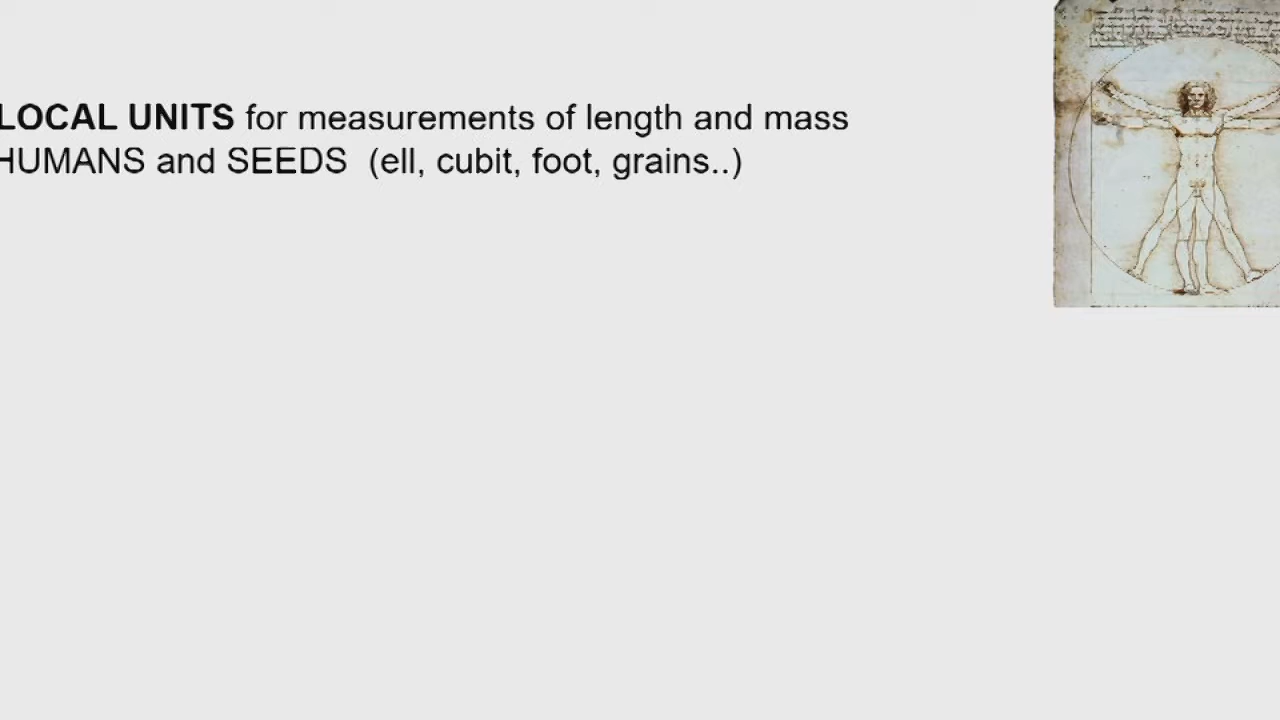 LOCAL UNITS for measurements of length and mass
HUMANS and SEEDS (ell, cubit, foot, grains..)